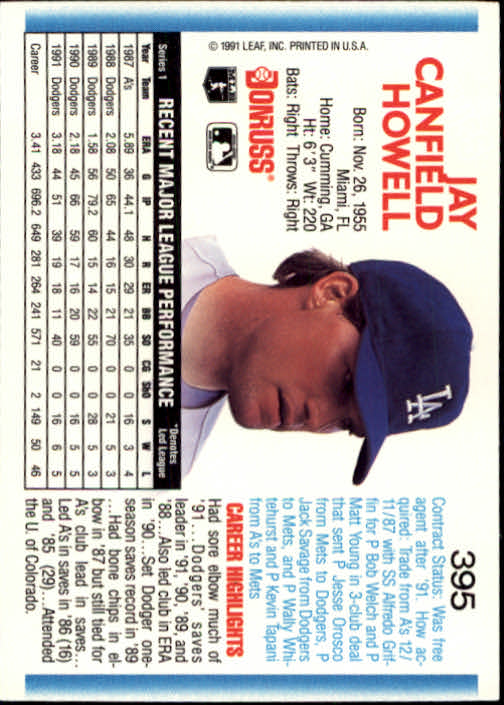 JAY
CANFIELD
HOWELL
Born: Nov. 26, 1955
Miami, FL
Home: Cumming, GA
Ht: 6'3" Wt: 220
Bats: Right Throws: Right
DONRUSS®
© 1991 LEAF, INC. PRINTED IN U.S.A.
LA
395
Contract Status: Was free
agent after '91. How ac-
quired: Trade from A's 12/
11/87 with SS Alfredo Grif-
fin for P Bob Welch and P
Matt Young in 3-club deal
that sent P Jesse Orosco
from Mets to Dodgers, P
Jack Savage from Dodgers
to Mets, and P Wally Whi-
tehurst and P Kevin Tapani
from A's to Mets
Series 1 RECENT MAJOR LEAGUE PERFORMANCE *Denotes
Led League
Year Team ERA G IP H R ER BB SO CG ShO S W L
1987 A's 5.89 36 44.1 48 30 29 21 35 0 0 16 3 4
1988 Dodgers 2.08 50 65 44 16 15 21 70 0 0 21 5 3
1989 Dodgers 1.58 56 79.2 60 15 14 22 55 0 0 28 5 3
1990 Dodgers 2.18 45 66 59 17 16 20 59 0 0 16 5 5
1991 Dodgers 3.18 44 51 39 19 18 11 40 0 0 16 6 5
Career 3.41 433 696.2 649 281 264 241 571 21 2 149 50 46
CAREER HIGHLIGHTS
Had sore elbow much of
'91...Dodgers' saves
leader in '91, '90, '89, and
'88...Also led club in ERA
in '90...Set Dodger one-
season saves record in '89
...Had bone chips in el-
bow in '87 but still tied for
A's club lead in saves...
Led A's in saves in '86 (16)
and '85 (29)...Attended
the U. of Colorado.